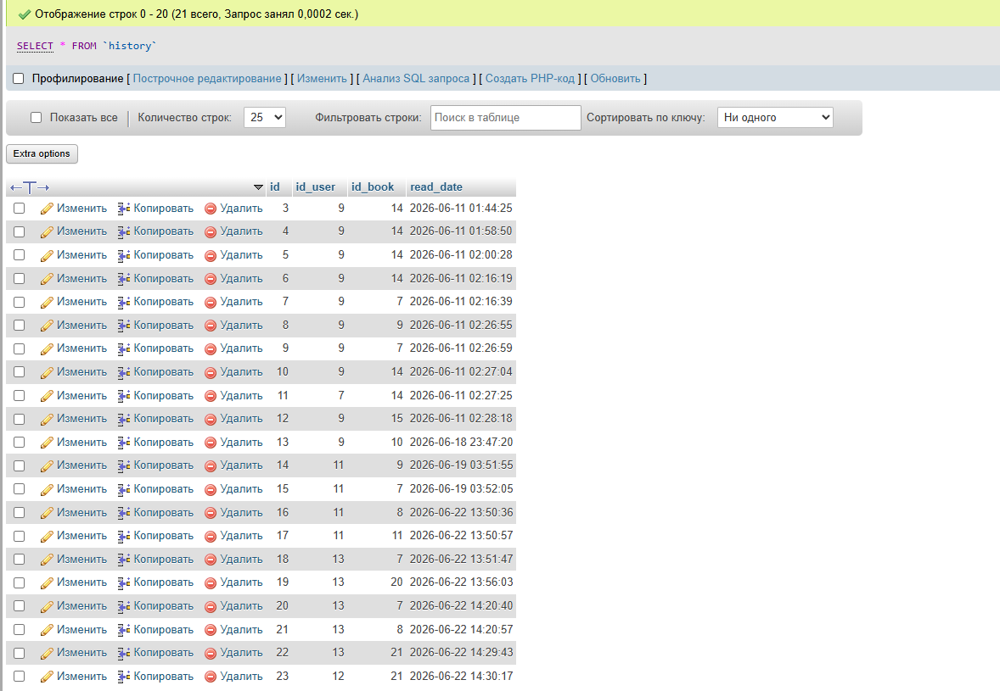 Отображение строк 0 - 20 (21 всего, Запрос занял 0,0002 сек.)
SELECT * FROM `history`
Профилирование [ Построчное редактирование ] [ Изменить ] [ Анализ SQL запроса ] [ Создать PHP-код ] [ Обновить ]
Показать все Количество строк: 25 Фильтровать строки: Поиск в таблице Сортировать по ключу: Ни одного
Extra options
←T→ id id_user id_book read_date
Изменить Копировать Удалить 3 9 14 2026-06-11 01:44:25
Изменить Копировать Удалить 4 9 14 2026-06-11 01:58:50
Изменить Копировать Удалить 5 9 14 2026-06-11 02:00:28
Изменить Копировать Удалить 6 9 14 2026-06-11 02:16:19
Изменить Копировать Удалить 7 9 7 2026-06-11 02:16:39
Изменить Копировать Удалить 8 9 9 2026-06-11 02:26:55
Изменить Копировать Удалить 9 9 7 2026-06-11 02:26:59
Изменить Копировать Удалить 10 9 14 2026-06-11 02:27:04
Изменить Копировать Удалить 11 7 14 2026-06-11 02:27:25
Изменить Копировать Удалить 12 9 15 2026-06-11 02:28:18
Изменить Копировать Удалить 13 9 10 2026-06-18 23:47:20
Изменить Копировать Удалить 14 11 9 2026-06-19 03:51:55
Изменить Копировать Удалить 15 11 7 2026-06-19 03:52:05
Изменить Копировать Удалить 16 11 8 2026-06-22 13:50:36
Изменить Копировать Удалить 17 11 11 2026-06-22 13:50:57
Изменить Копировать Удалить 18 13 7 2026-06-22 13:51:47
Изменить Копировать Удалить 19 13 20 2026-06-22 13:56:03
Изменить Копировать Удалить 20 13 7 2026-06-22 14:20:40
Изменить Копировать Удалить 21 13 8 2026-06-22 14:20:57
Изменить Копировать Удалить 22 13 21 2026-06-22 14:29:43
Изменить Копировать Удалить 23 12 21 2026-06-22 14:30:17